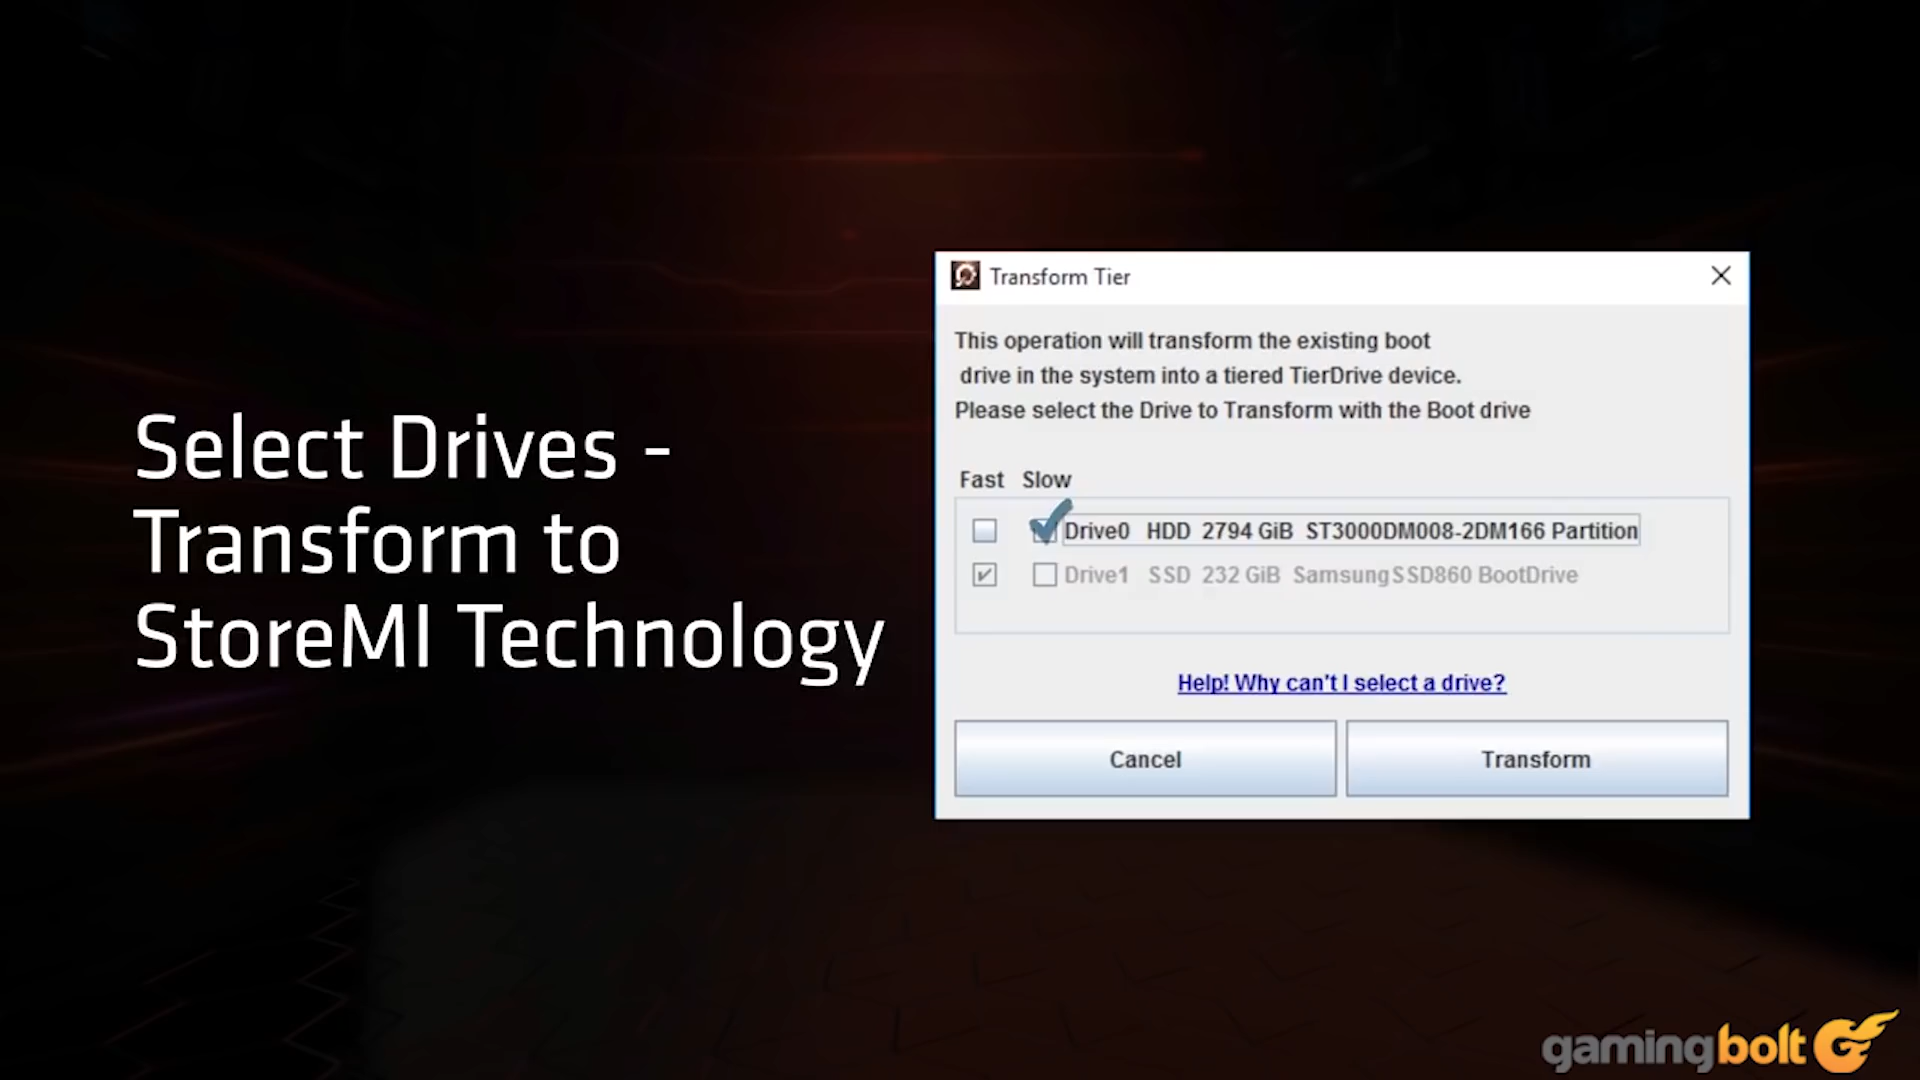 Select Drives -
Transform to
StoreMI Technology
Transform Tier
This operation will transform the existing boot
drive in the system into a tiered TierDrive device.
Please select the Drive to Transform with the Boot drive
Fast Slow
Drive0 HDD 2794 GiB ST3000DM008-2DM166 Partition
Drive1 SSD 232 GiB SamsungSSD860 BootDrive
Help! Why can't I select a drive?
Cancel Transform
gamingbolt